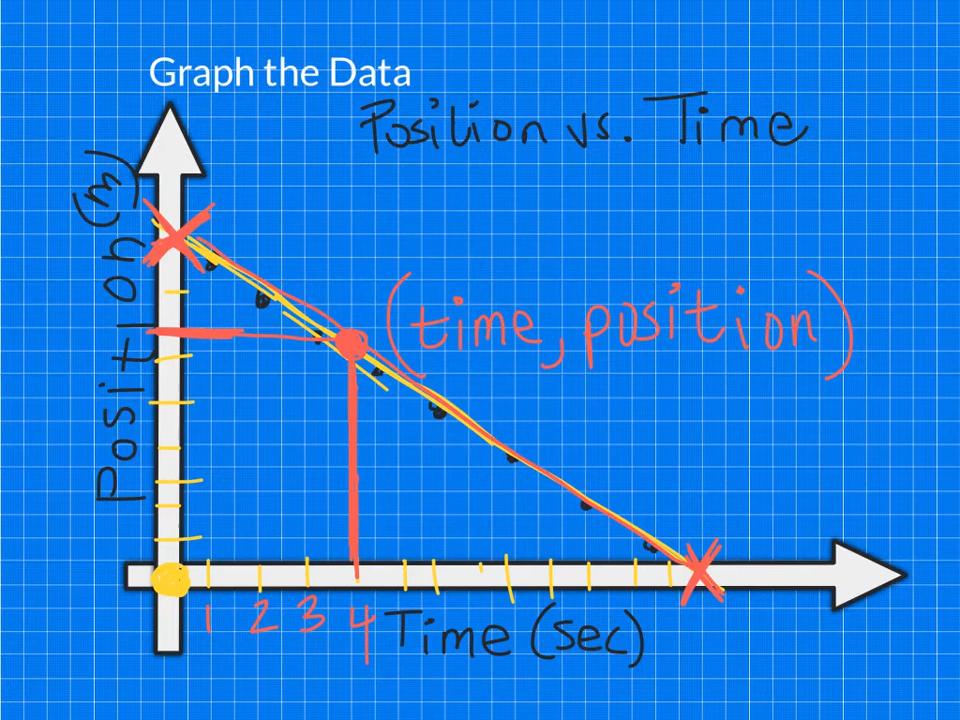 Graph the Data
Position vs. Time
Position (m)
(time, position)
1 2 3 4
Time (sec)